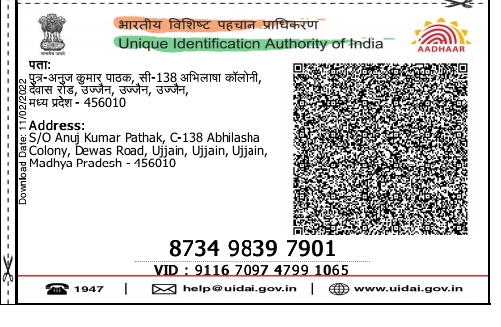 भारतीय विशिष्ट पहचान प्राधिकरण
Unique Identification Authority of India
AADHAAR
पता:
पुत्र-अनुज कुमार पाठक, सी-138 अभिलाषा कॉलोनी,
देवास रोड, उज्जैन, उज्जैन, उज्जैन,
मध्य प्रदेश - 456010
Address:
S/O Anuj Kumar Pathak, C-138 Abhilasha
Colony, Dewas Road, Ujjain, Ujjain, Ujjain,
Madhya Pradesh - 456010
Download Date: 11/02/2022
8734 9839 7901
VID : 9116 7097 4799 1065
1947 | help@uidai.gov.in | www.uidai.gov.in